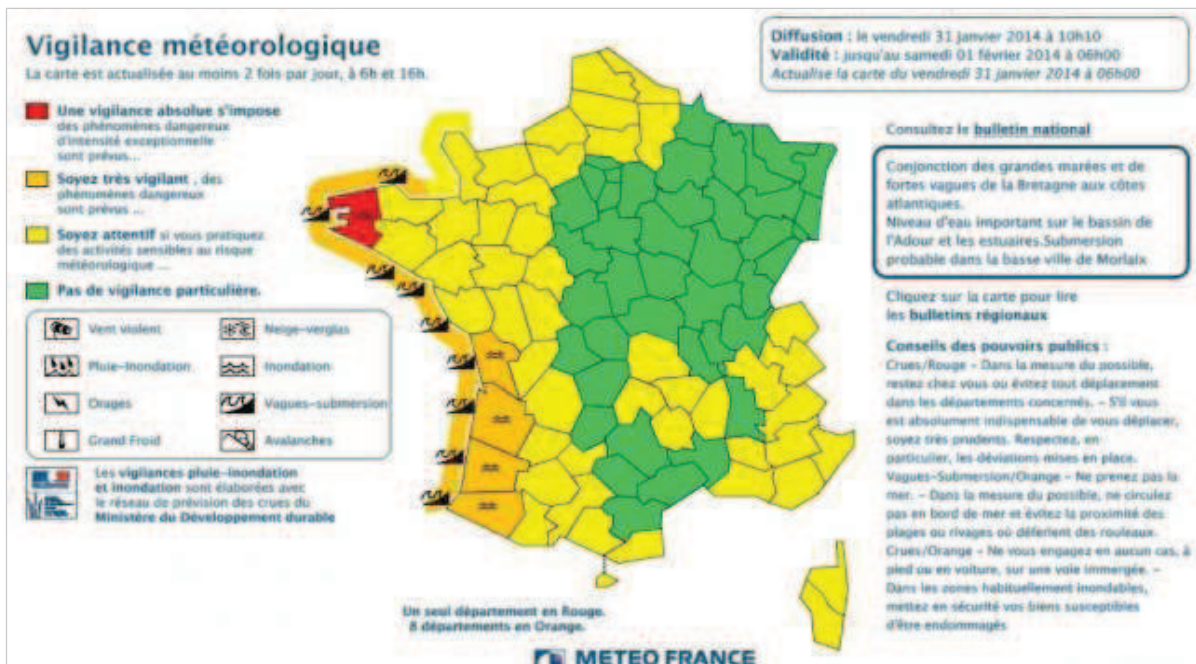 Vigilance météorologique
La carte est actualisée au moins 2 fois par jour, à 6h et 16h.
Une vigilance absolue s'impose
des phénomènes dangereux
d'intensité exceptionnelle
sont prévus...
Soyez très vigilant , des
phénomènes dangereux
sont prévus ...
Soyez attentif si vous pratiquez
des activités sensibles au risque
météorologique ...
Pas de vigilance particulière.
Vent violent
Neige-verglas
Pluie-Inondation
Inondation
Orages
Vagues-submersion
Grand Froid
Avalanches
Les vigilances pluie-inondation
et inondation sont élaborées avec
le réseau de prévision des crues du
Ministère du Développement durable
Un seul département en Rouge.
8 départements en Orange.
METEO FRANCE
Diffusion : le vendredi 31 janvier 2014 à 10h10
Validité : jusqu'au samedi 01 février 2014 à 06h00
Actualise la carte du vendredi 31 janvier 2014 à 06h00
Consultez le bulletin national
Conjonction des grandes marées et de
fortes vagues de la Bretagne aux côtes
atlantiques.
Niveau d'eau important sur le bassin de
l'Adour et les estuaires.Submersion
probable dans la basse ville de Morlaix
Cliquez sur la carte pour lire
les bulletins régionaux
Conseils des pouvoirs publics :
Crues/Rouge - Dans la mesure du possible,
restez chez vous ou évitez tout déplacement
dans les départements concernés. - S'il vous
est absolument indispensable de vous déplacer,
soyez très prudents. Respectez, en
particulier, les déviations mises en place.
Vagues-Submersion/Orange - Ne prenez pas la
mer. - Dans la mesure du possible, ne circulez
pas en bord de mer et évitez la proximité des
plages ou rivages où déferlent des rouleaux.
Crues/Orange - Ne vous engagez en aucun cas, à
pied ou en voiture, sur une voie immergée. -
Dans les zones habituellement inondables,
mettez en sécurité vos biens susceptibles
d'être endommagés